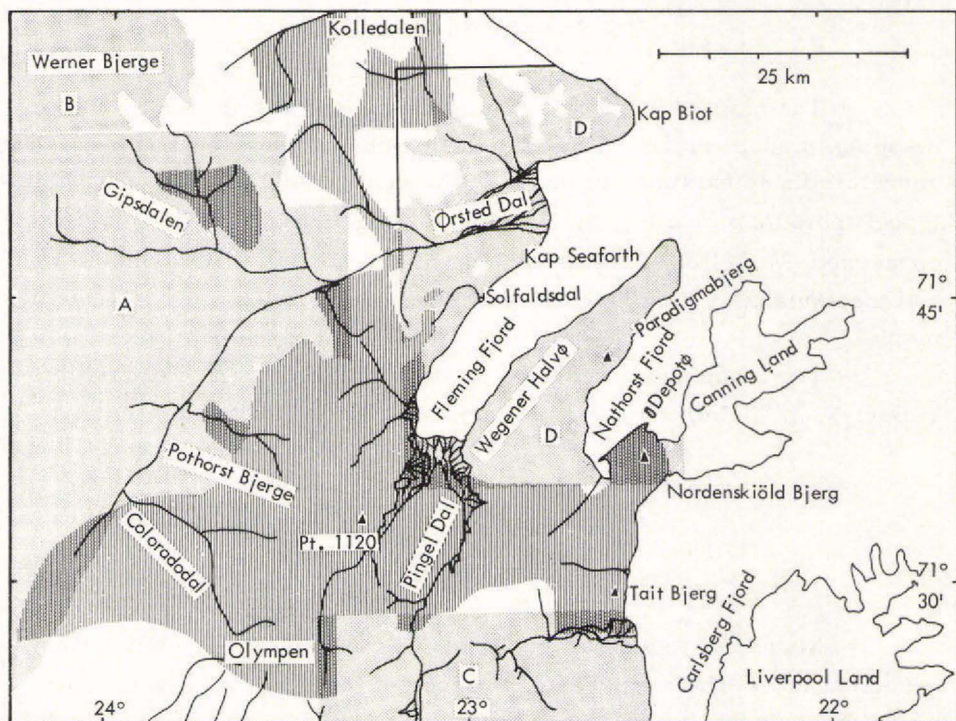 Kolledalen
Werner Bjerge
25 km
B
Kap Biot
D
Gipsdalen
Ørsted Dal
Kap Seaforth
71°
45'
A
Solfaldsdal
Paradigmabjerg
Fleming Fjord
Wegener Halvø
Nathorst Fjord
Depotø
Canning Land
D
Pothorst Bjerge
Nordenskiöld Bjerg
Pt. 1120
Pingel Dal
Coloradodal
71°
30'
Tait Bjerg
Carlsberg Fjord
Olympen
C
Liverpool Land
24°
23°
22°